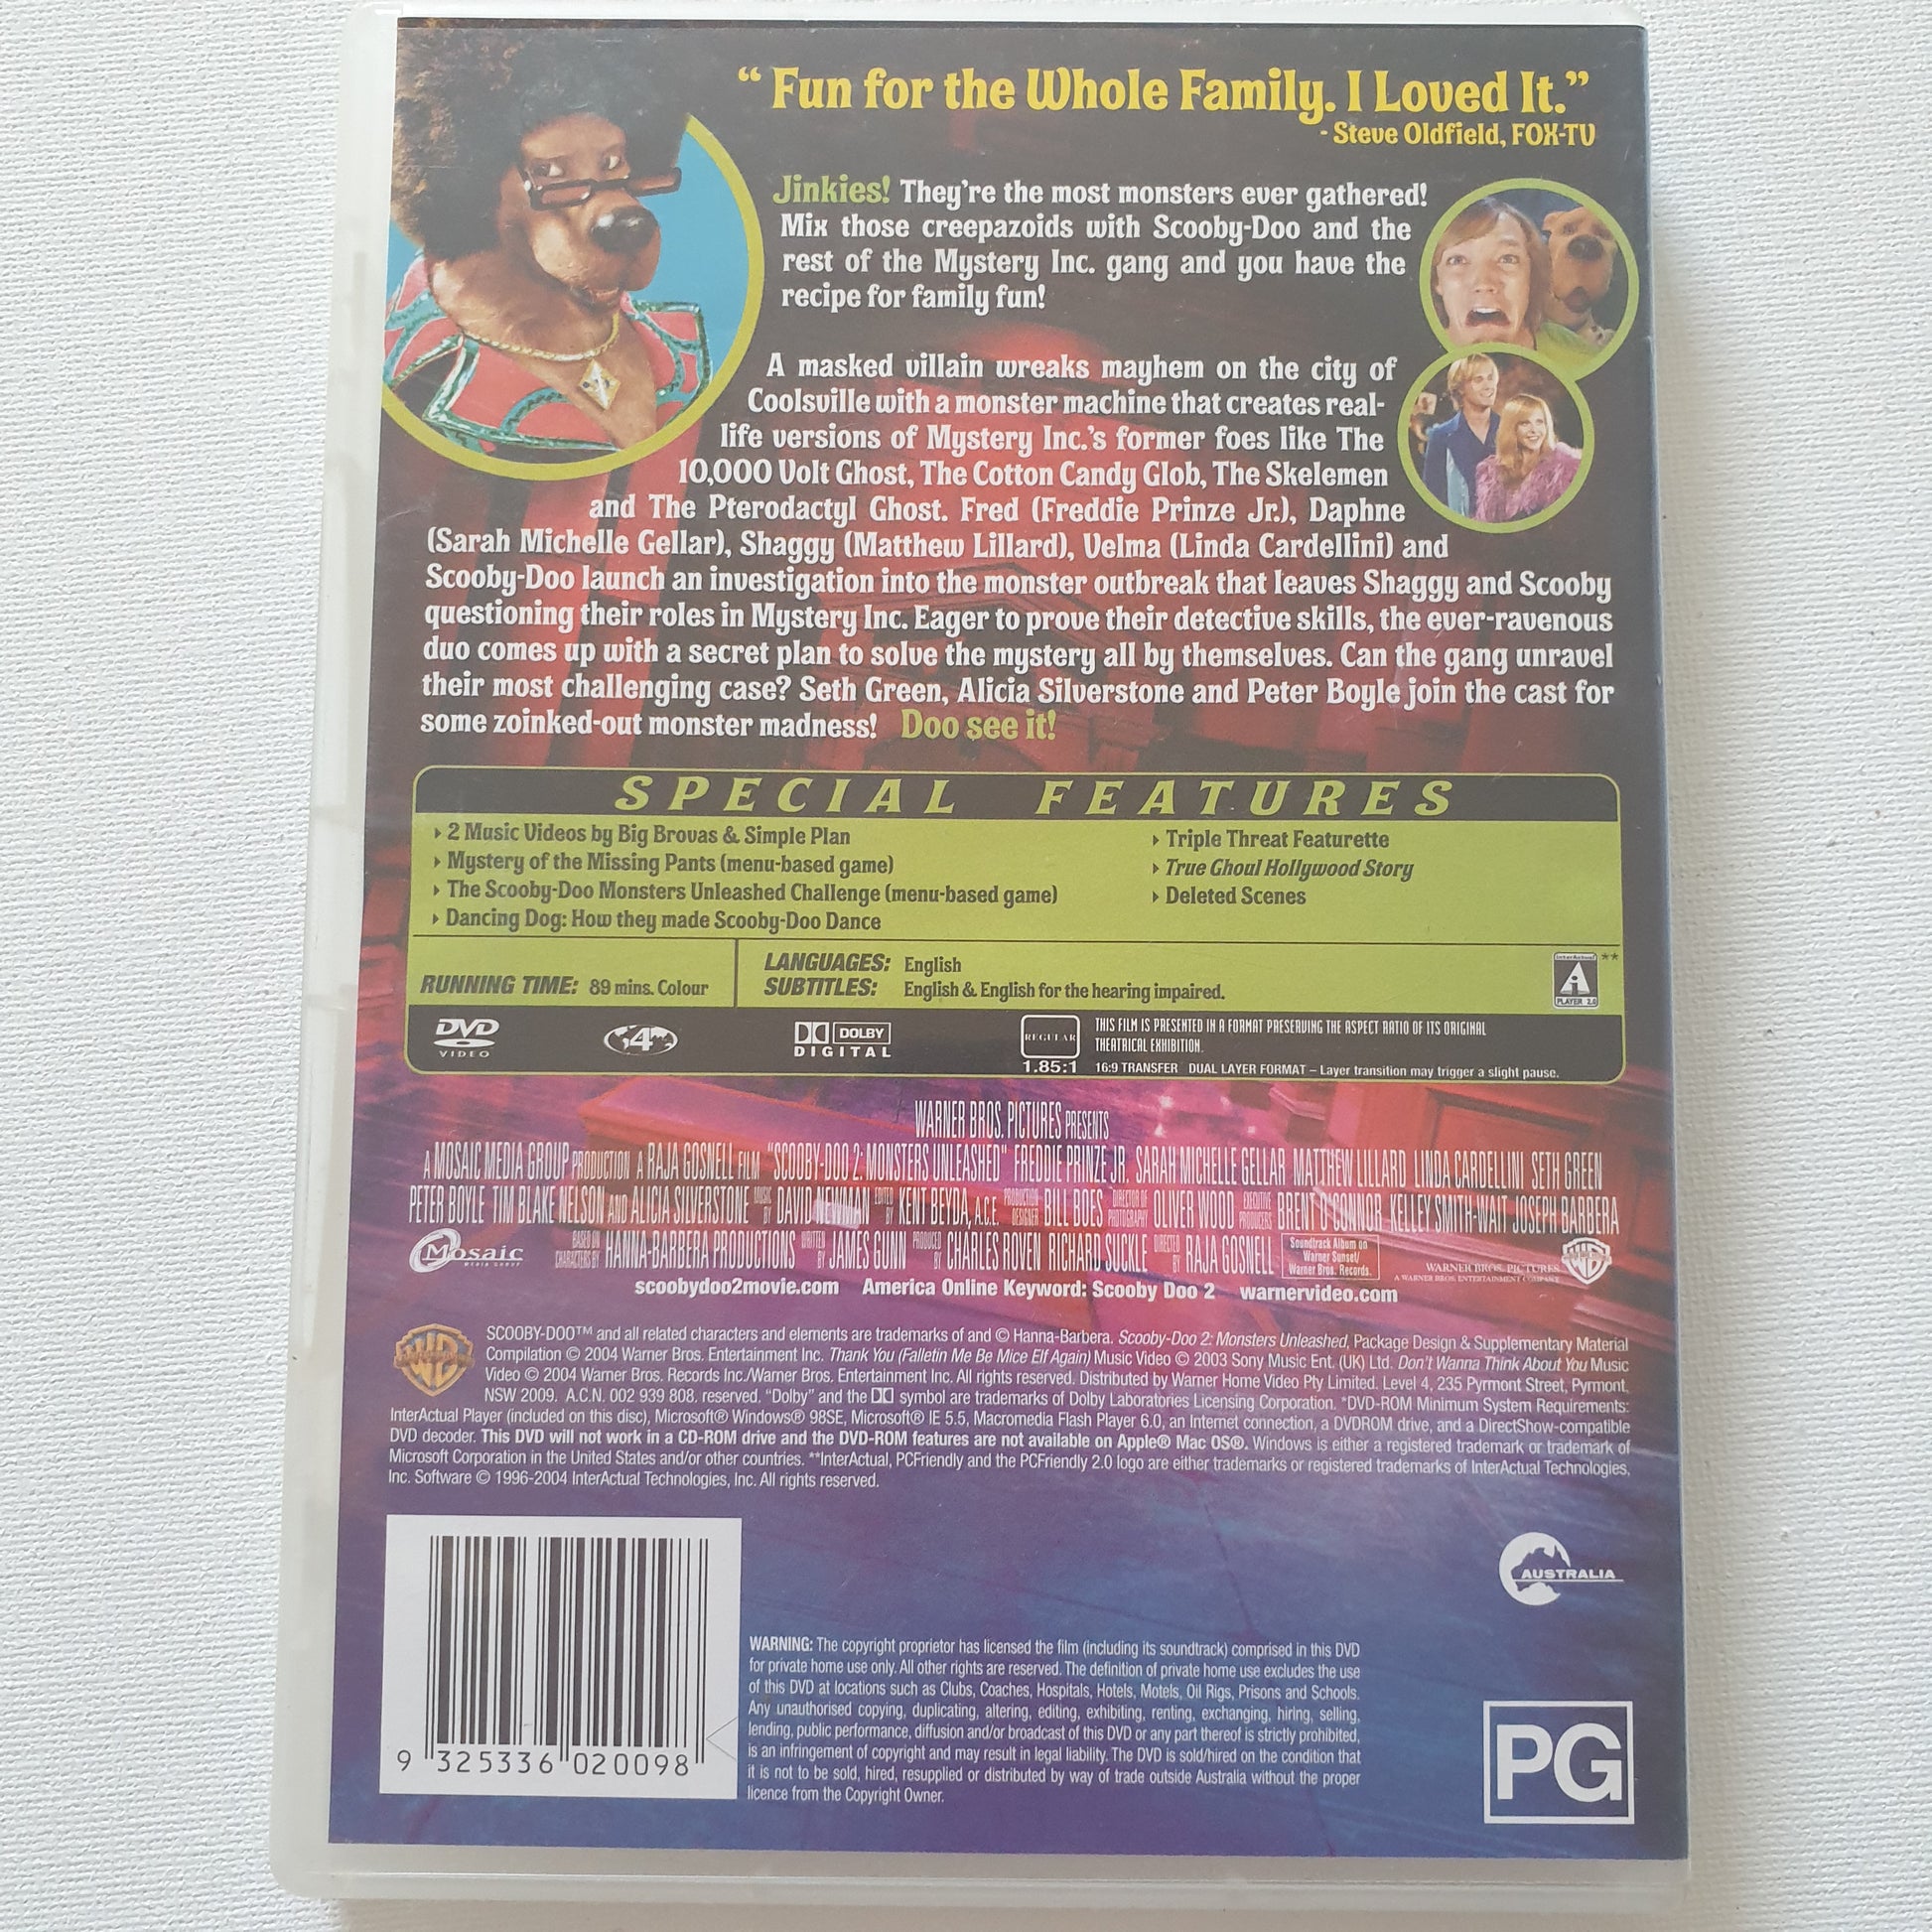 “Fun for the Whole Family. I Loved It.”
- Steve Oldfield, FOX-TV
Jinkies! They’re the most monsters ever gathered!
Mix those creepazoids with Scooby-Doo and the
rest of the Mystery Inc. gang and you have the
recipe for family fun!
A masked villain wreaks mayhem on the city of
Coolsville with a monster machine that creates real-
life versions of Mystery Inc.’s former foes like The
10,000 Volt Ghost, The Cotton Candy Glob, The Skelemen
and The Pterodactyl Ghost. Fred (Freddie Prinze Jr.), Daphne
(Sarah Michelle Gellar), Shaggy (Matthew Lillard), Velma (Linda Cardellini) and
Scooby-Doo launch an investigation into the monster outbreak that leaves Shaggy and Scooby
questioning their roles in Mystery Inc. Eager to prove their detective skills, the ever-ravenous
duo comes up with a secret plan to solve the mystery all by themselves. Can the gang unravel
their most challenging case? Seth Green, Alicia Silverstone and Peter Boyle join the cast for
some zoinked-out monster madness! Doo see it!
SPECIAL FEATURES
2 Music Videos by Big Brovas & Simple Plan
Mystery of the Missing Pants (menu-based game)
The Scooby-Doo Monsters Unleashed Challenge (menu-based game)
Dancing Dog: How they made Scooby-Doo Dance
Triple Threat Featurette
True Ghoul Hollywood Story
Deleted Scenes
RUNNING TIME: 89 mins. Colour
LANGUAGES: English
SUBTITLES: English & English for the hearing impaired.
InterActual **
PLAYER 2.0
DVD
VIDEO
4
DOLBY
DIGITAL
REGULAR
1.85:1
THIS FILM IS PRESENTED IN A FORMAT PRESERVING THE ASPECT RATIO OF ITS ORIGINAL
THEATRICAL EXHIBITION.
16:9 TRANSFER DUAL LAYER FORMAT – Layer transition may trigger a slight pause.
WARNER BROS. PICTURES PRESENTS
A MOSAIC MEDIA GROUP PRODUCTION A RAJA GOSNELL FILM “SCOOBY-DOO 2: MONSTERS UNLEASHED” FREDDIE PRINZE JR. SARAH MICHELLE GELLAR MATTHEW LILLARD LINDA CARDELLINI SETH GREEN
PETER BOYLE TIM BLAKE NELSON AND ALICIA SILVERSTONE MUSIC BY DAVID NEWMAN EDITED BY KENT BEYDA, A.C.E. PRODUCTION DESIGNER BILL BOES DIRECTOR OF PHOTOGRAPHY OLIVER WOOD EXECUTIVE PRODUCERS BRENT O’CONNOR KELLEY SMITH-WAIT JOSEPH BARBERA
BASED ON CHARACTERS BY HANNA-BARBERA PRODUCTIONS WRITTEN BY JAMES GUNN PRODUCED BY CHARLES ROVEN RICHARD SUCKLE DIRECTED BY RAJA GOSNELL
Mosaic
Media Group
Soundtrack Album on
Warner Sunset/
Warner Bros. Records.
WARNER BROS. PICTURES
A WARNER BROS. ENTERTAINMENT COMPANY
scoobydoo2movie.com America Online Keyword: Scooby Doo 2 warnervideo.com
SCOOBY-DOO™ and all related characters and elements are trademarks of and © Hanna-Barbera. Scooby-Doo 2: Monsters Unleashed, Package Design & Supplementary Material
Compilation © 2004 Warner Bros. Entertainment Inc. Thank You (Falletin Me Be Mice Elf Again) Music Video © 2003 Sony Music Ent. (UK) Ltd. Don't Wanna Think About You Music
Video © 2004 Warner Bros. Records Inc./Warner Bros. Entertainment Inc. All rights reserved. Distributed by Warner Home Video Pty Limited. Level 4, 235 Pyrmont Street, Pyrmont,
NSW 2009. A.C.N. 002 939 808. reserved. “Dolby” and the symbol are trademarks of Dolby Laboratories Licensing Corporation. *DVD-ROM Minimum System Requirements:
InterActual Player (included on this disc), Microsoft® Windows® 98SE, Microsoft® IE 5.5, Macromedia Flash Player 6.0, an Internet connection, a DVDROM drive, and a DirectShow-compatible
DVD decoder. This DVD will not work in a CD-ROM drive and the DVD-ROM features are not available on Apple® Mac OS®. Windows is either a registered trademark or trademark of
Microsoft Corporation in the United States and/or other countries. **InterActual, PCFriendly and the PCFriendly 2.0 logo are either trademarks or registered trademarks of InterActual Technologies,
Inc. Software © 1996-2004 InterActual Technologies, Inc. All rights reserved.
AUSTRALIA
WARNING: The copyright proprietor has licensed the film (including its soundtrack) comprised in this DVD
for private home use only. All other rights are reserved. The definition of private home use excludes the use
of this DVD at locations such as Clubs, Coaches, Hospitals, Hotels, Motels, Oil Rigs, Prisons and Schools.
Any unauthorised copying, duplicating, altering, editing, exhibiting, renting, exchanging, hiring, selling,
lending, public performance, diffusion and/or broadcast of this DVD or any part thereof is strictly prohibited,
is an infringement of copyright and may result in legal liability. The DVD is sold/hired on the condition that
it is not to be sold, hired, resupplied or distributed by way of trade outside Australia without the proper
licence from the Copyright Owner.
9 325336 020098
PG